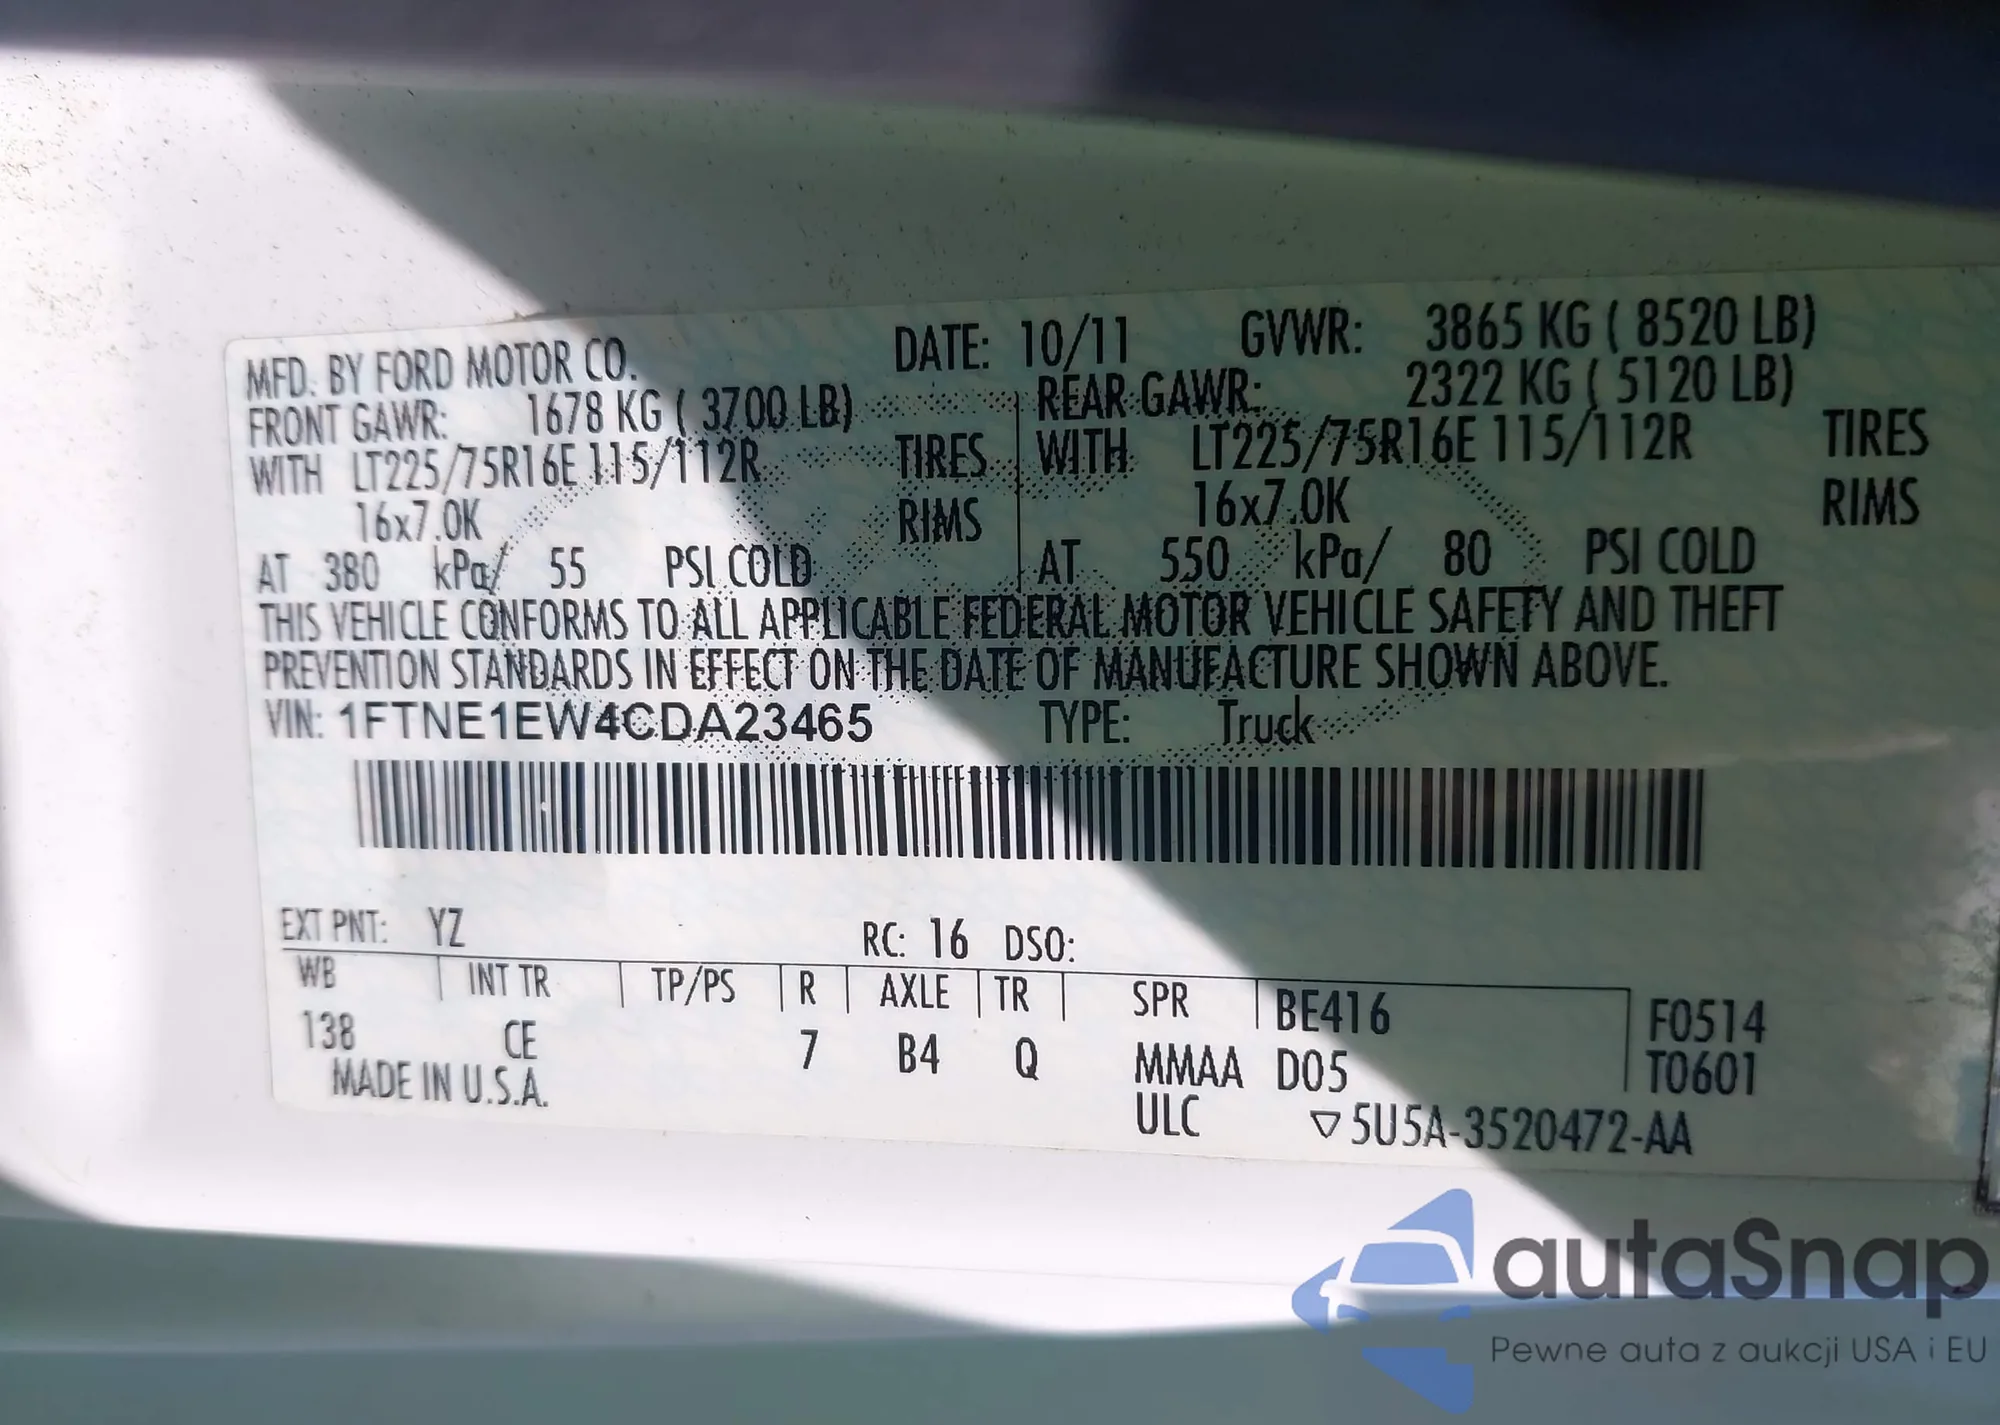 MFD. BY FORD MOTOR CO. DATE: 10/11 GVWR: 3865 KG ( 8520 LB)
FRONT GAWR: 1678 KG ( 3700 LB) REAR GAWR: 2322 KG ( 5120 LB)
WITH LT225/75R16E 115/112R TIRES WITH LT225/75R16E 115/112R TIRES
16x7.0K RIMS 16x7.0K RIMS
AT 380 kPa/ 55 PSI COLD AT 550 kPa/ 80 PSI COLD
THIS VEHICLE CONFORMS TO ALL APPLICABLE FEDERAL MOTOR VEHICLE SAFETY AND THEFT
PREVENTION STANDARDS IN EFFECT ON THE DATE OF MANUFACTURE SHOWN ABOVE.
VIN: 1FTNE1EW4CDA23465 TYPE: Truck
EXT PNT: YZ RC: 16 DSO:
WB INT TR TP/PS R AXLE TR SPR BE416 F0514
138 CE 7 B4 Q MMAA D05 T0601
MADE IN U.S.A. ULC ▽5U5A-3520472-AA
autaSnap
Pewne auta z aukcji USA i EU